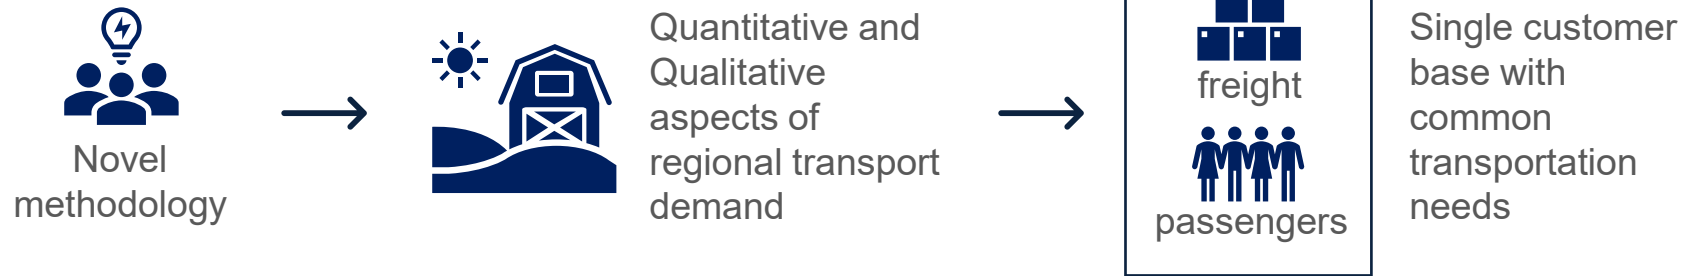 Novel
methodology
Quantitative and
Qualitative
aspects of
regional transport
demand
freight
passengers
Single customer
base with
common
transportation
needs